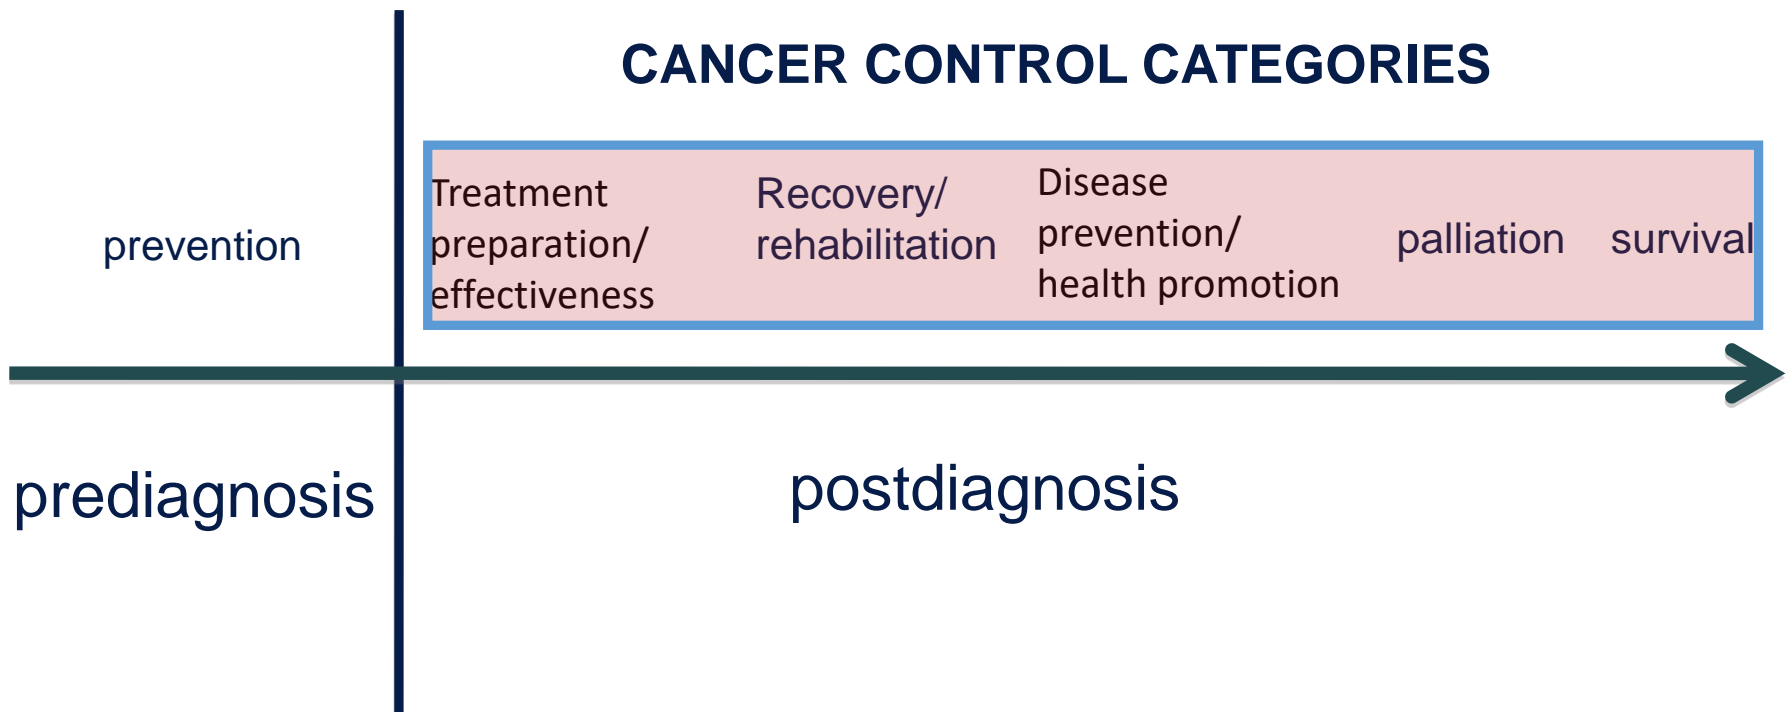 CANCER CONTROL CATEGORIES
prevention
Treatment
preparation/
effectiveness
Recovery/
rehabilitation
Disease
prevention/
health promotion
palliation
survival
prediagnosis
postdiagnosis